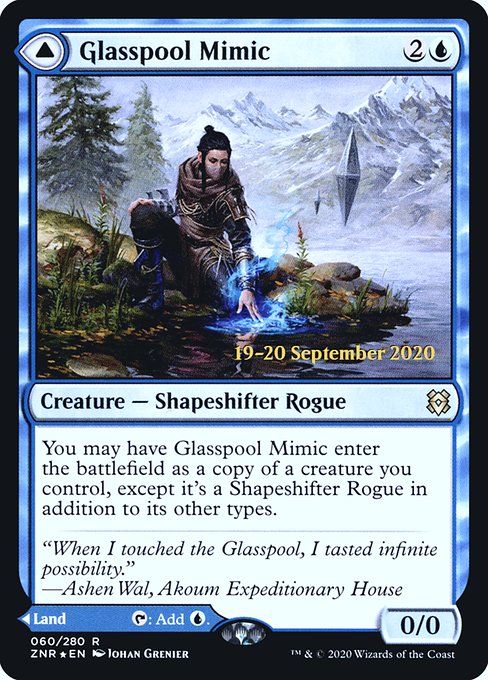 Glasspool Mimic 2
19–20 September 2020
Creature — Shapeshifter Rogue
You may have Glasspool Mimic enter
the battlefield as a copy of a creature you
control, except it's a Shapeshifter Rogue in
addition to its other types.
“When I touched the Glasspool, I tasted infinite
possibility.”
—Ashen Wal, Akoum Expeditionary House
Land : Add
0/0
060/280 R
ZNR ★ EN Johan Grenier
™ & © 2020 Wizards of the Coast